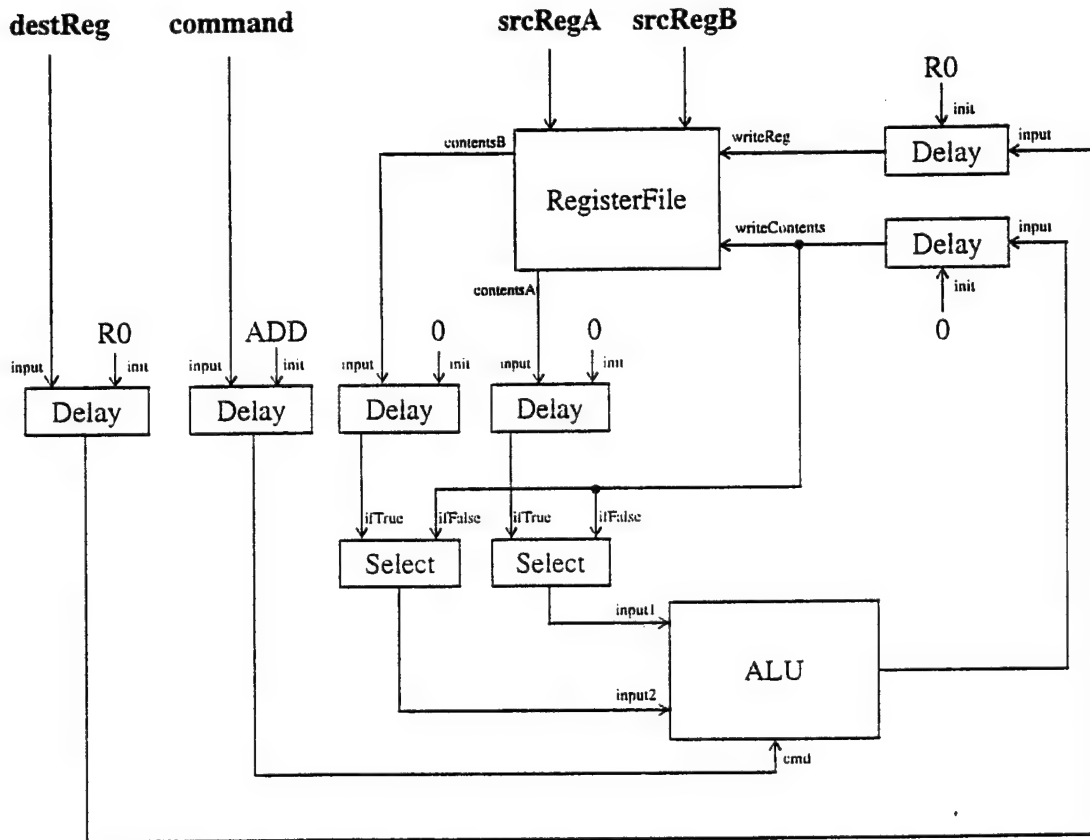 destReg command srcRegA srcRegB
R0
init
contentsB writeReg Delay input
RegisterFile
writeContents Delay input
contentsA init
0
R0 ADD 0 0
input init input init input init input init
Delay Delay Delay Delay
ifTrue ifFalse ifTrue ifFalse
Select Select
input1
ALU
input2
cmd